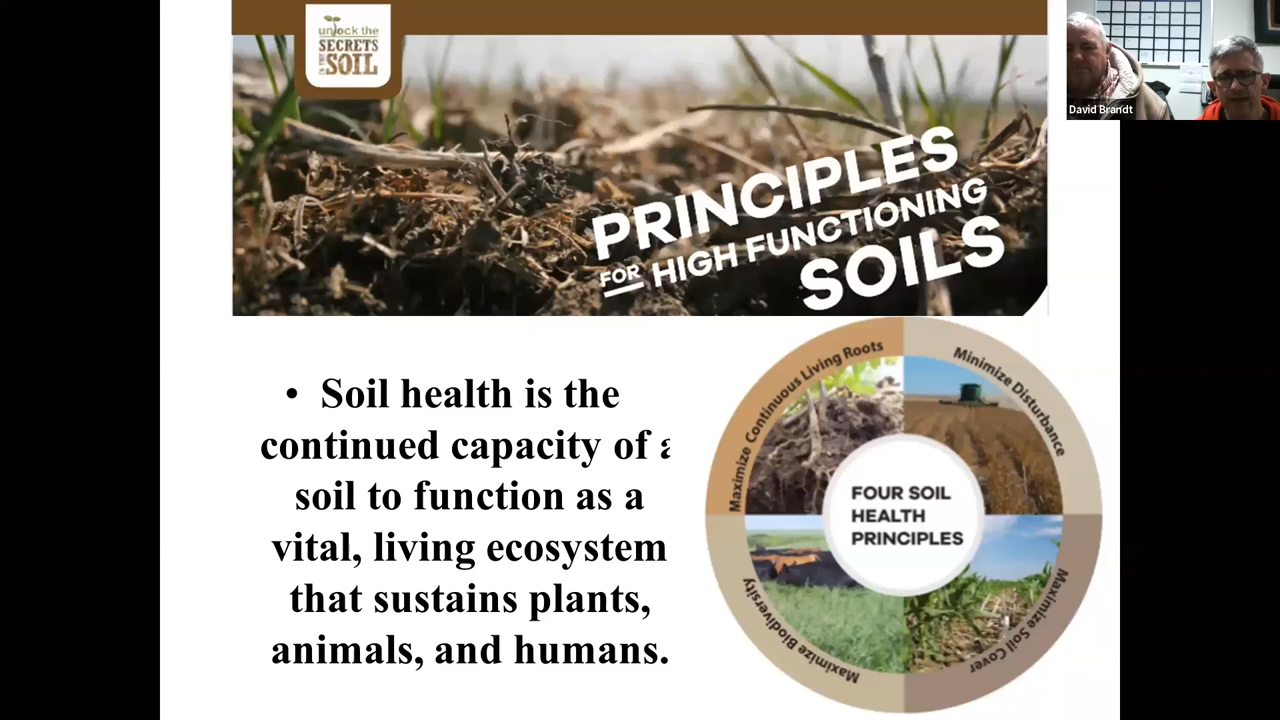 unlock the
SECRETS
IN THE
SOIL
David Brandt
PRINCIPLES
FOR HIGH FUNCTIONING
SOILS
• Soil health is the
continued capacity of a
soil to function as a
vital, living ecosystem
that sustains plants,
animals, and humans.
Maximize Continuous Living Roots
Minimize Disturbance
FOUR SOIL
HEALTH
PRINCIPLES
Maximize Biodiversity
Maximize Soil Cover